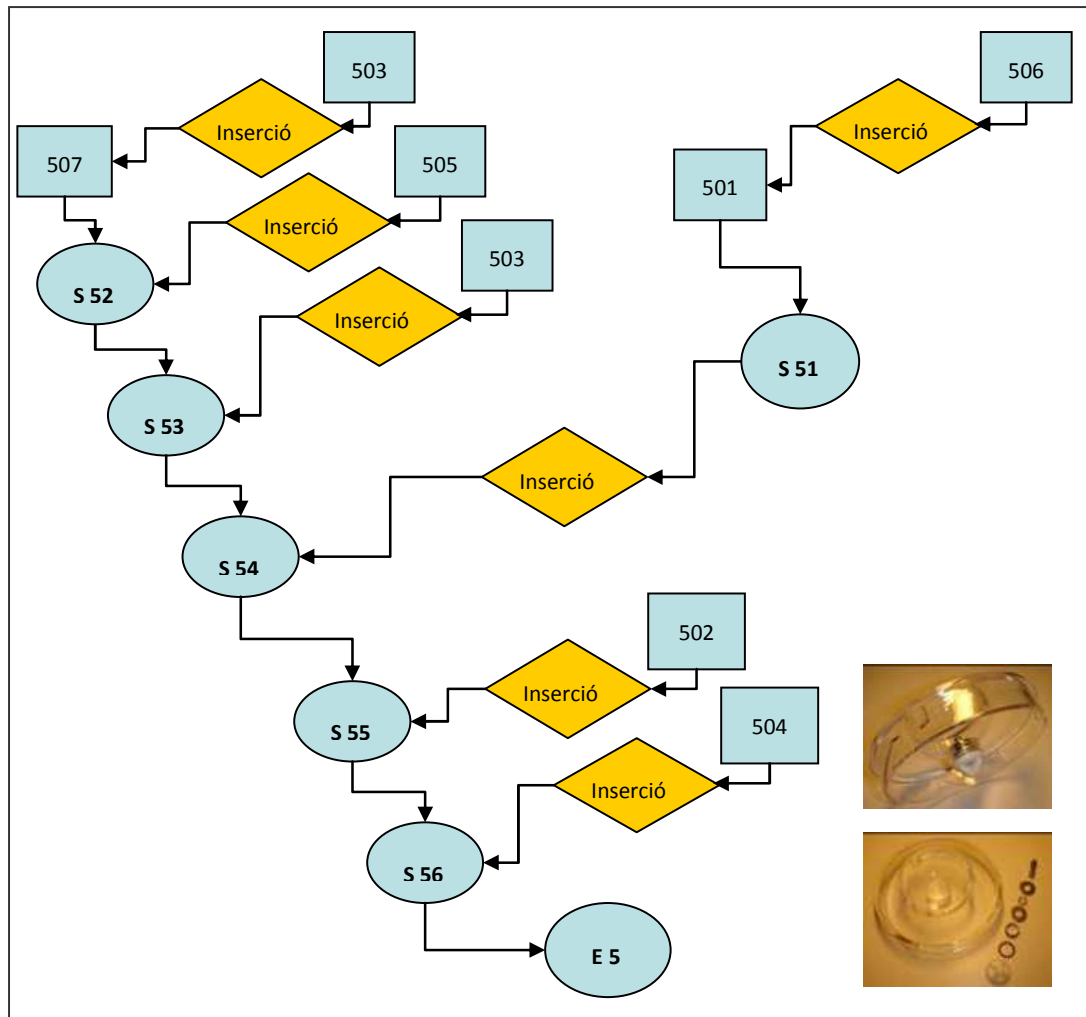 503
506
Inserció
Inserció
507
505
501
Inserció
503
S 52
Inserció
S 51
S 53
Inserció
S 54
502
Inserció
504
S 55
Inserció
S 56
E 5